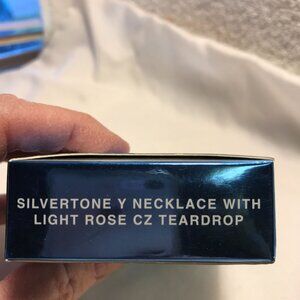 SILVERTONE Y NECKLACE WITH
LIGHT ROSE CZ TEARDROP